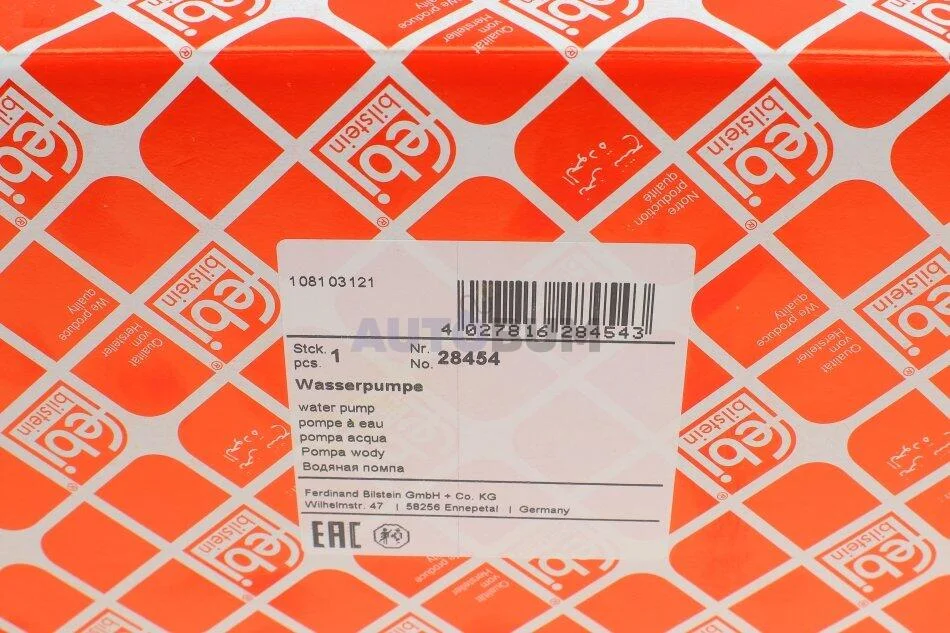 108103121
4 027816 284543
Stck.
pcs. 1
Nr.
No. 28454
Wasserpumpe
water pump
pompe à eau
pompa acqua
Pompa wody
Водяная помпа
Ferdinand Bilstein GmbH + Co. KG
Wilhelmstr. 47 | 58256 Ennepetal | Germany
EAC
febi
bilstein
®
We produce
quality
Qualität
vom
Hersteller
Notre
production :
qualité